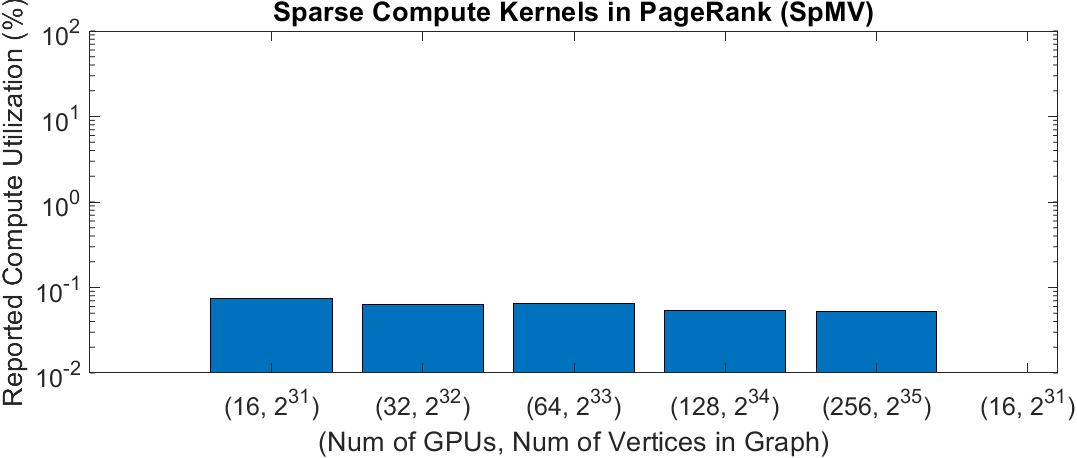 Sparse Compute Kernels in PageRank (SpMV)
Reported Compute Utilization (%)
10^2
10^1
10^0
10^-1
10^-2
(16, 2^31) (32, 2^32) (64, 2^33) (128, 2^34) (256, 2^35) (16, 2^31)
(Num of GPUs, Num of Vertices in Graph)